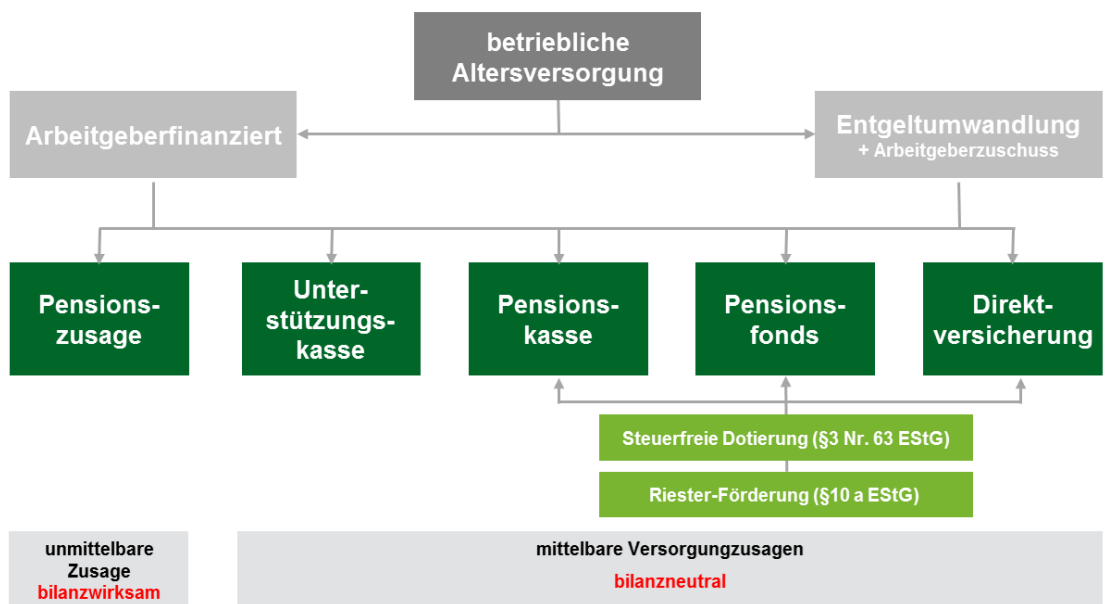 betriebliche
Altersversorgung
Arbeitgeberfinanziert
Entgeltumwandlung
+ Arbeitgeberzuschuss
Pensions-
zusage
Unter-
stützungs-
kasse
Pensions-
kasse
Pensions-
fonds
Direkt-
versicherung
Steuerfreie Dotierung (§3 Nr. 63 EStG)
Riester-Förderung (§10 a EStG)
unmittelbare
Zusage
bilanzwirksam
mittelbare Versorgungzusagen
bilanzneutral